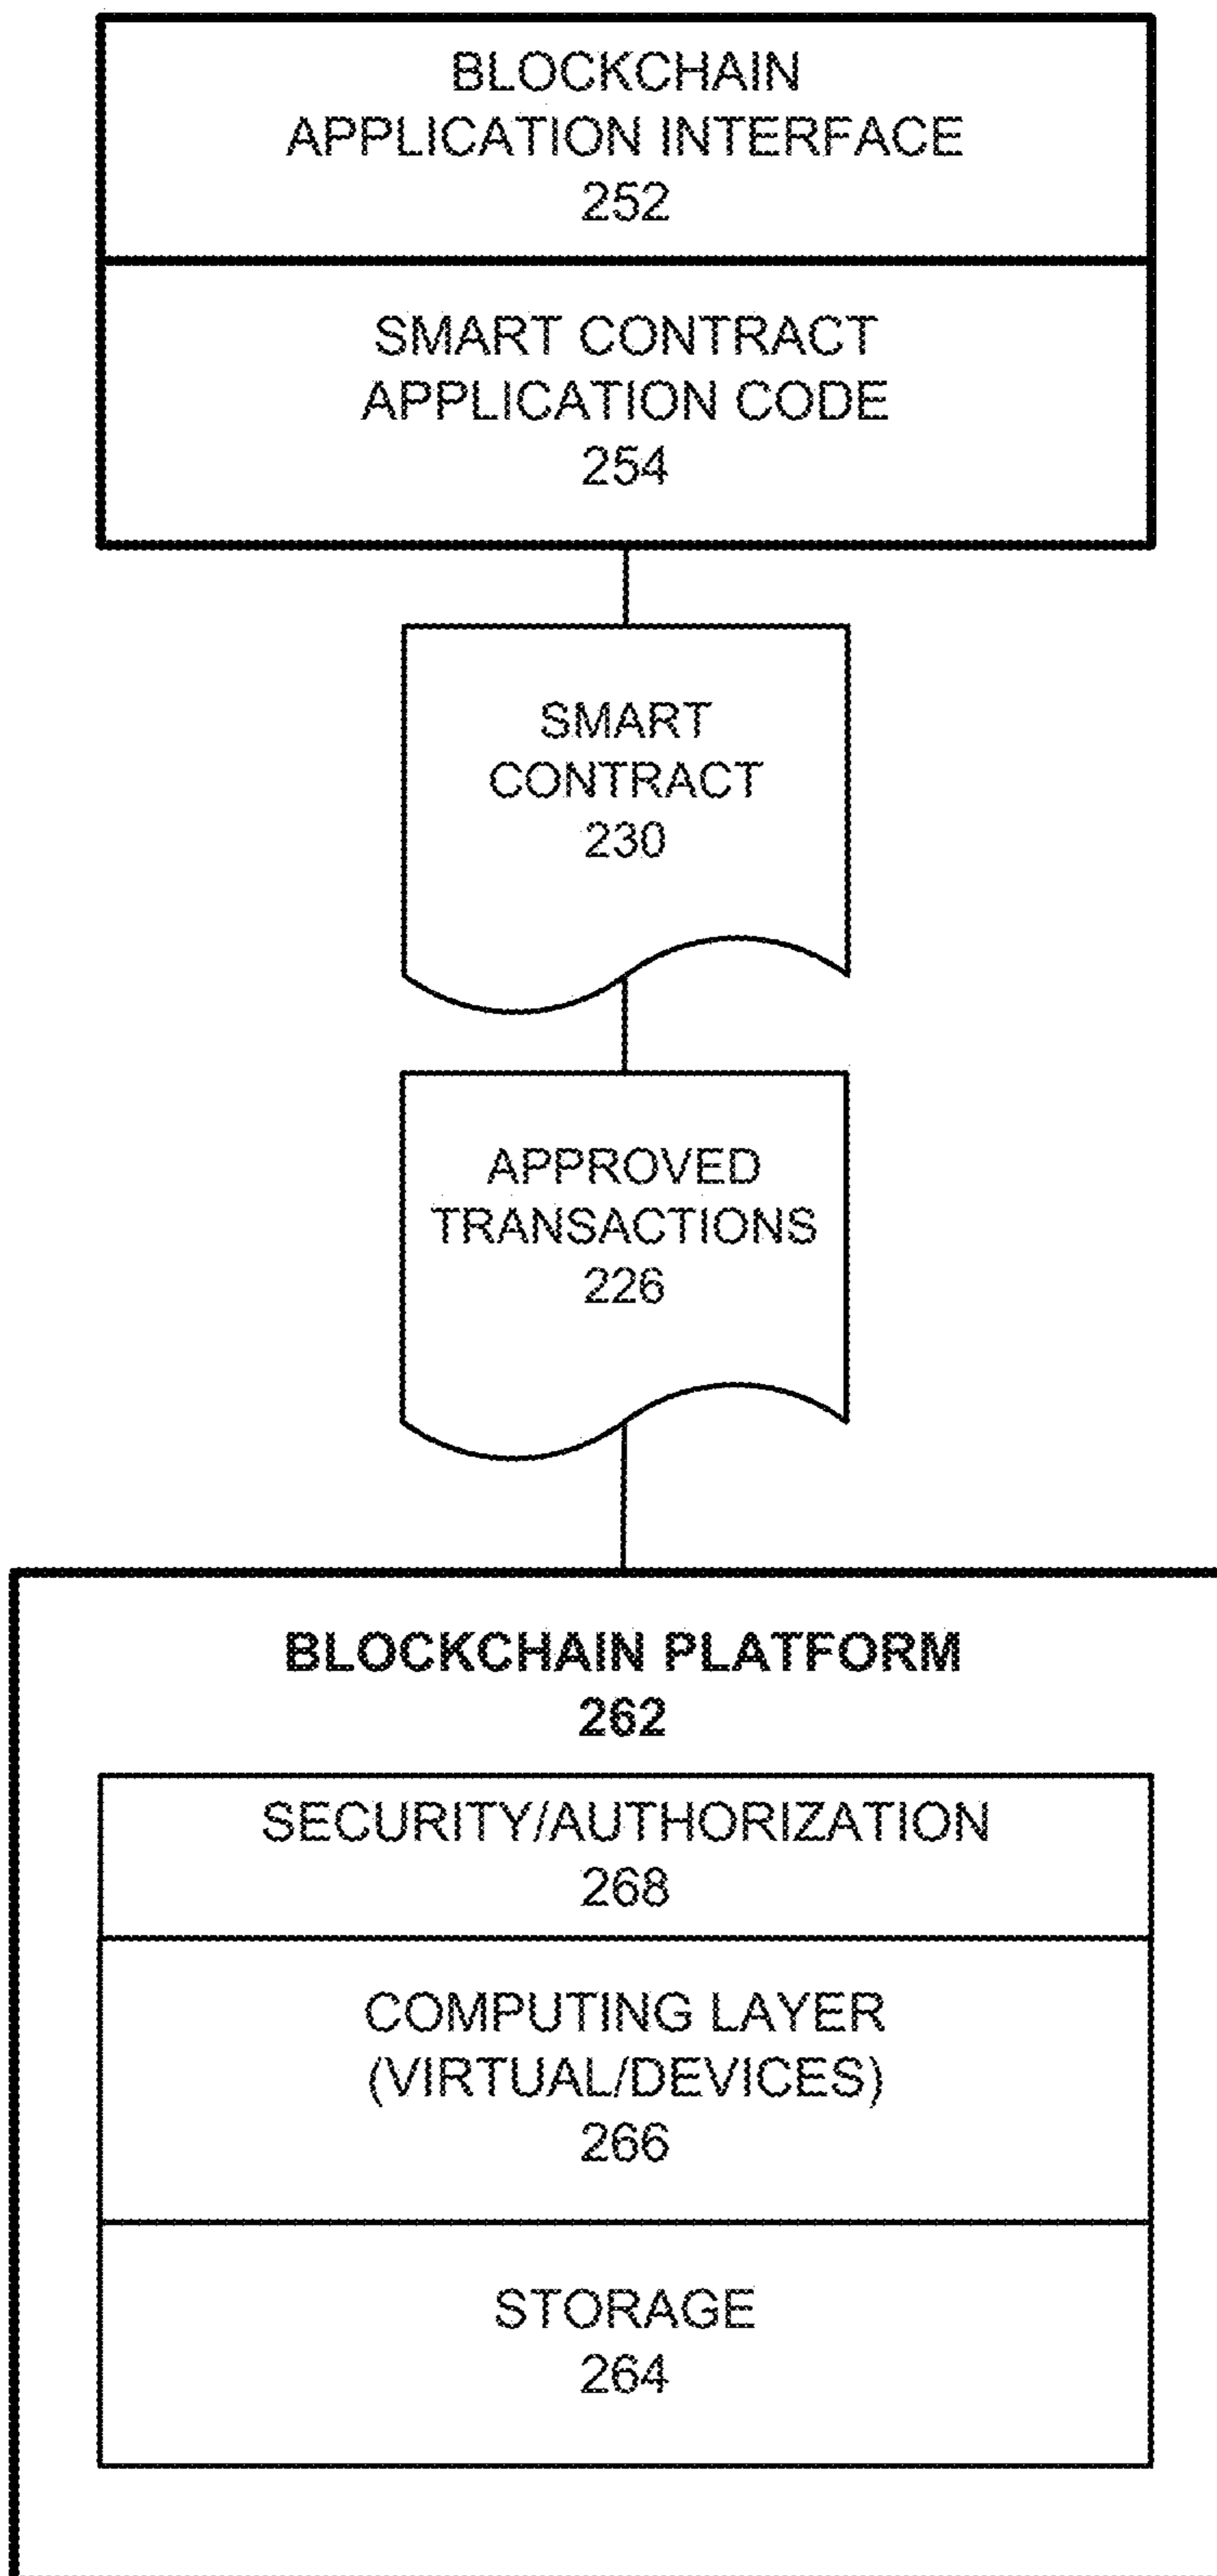 BLOCKCHAIN
APPLICATION INTERFACE
252
SMART CONTRACT
APPLICATION CODE
254
SMART
CONTRACT
230
APPROVED
TRANSACTIONS
226
BLOCKCHAIN PLATFORM
262
SECURITY/AUTHORIZATION
268
COMPUTING LAYER
(VIRTUAL/DEVICES)
266
STORAGE
264